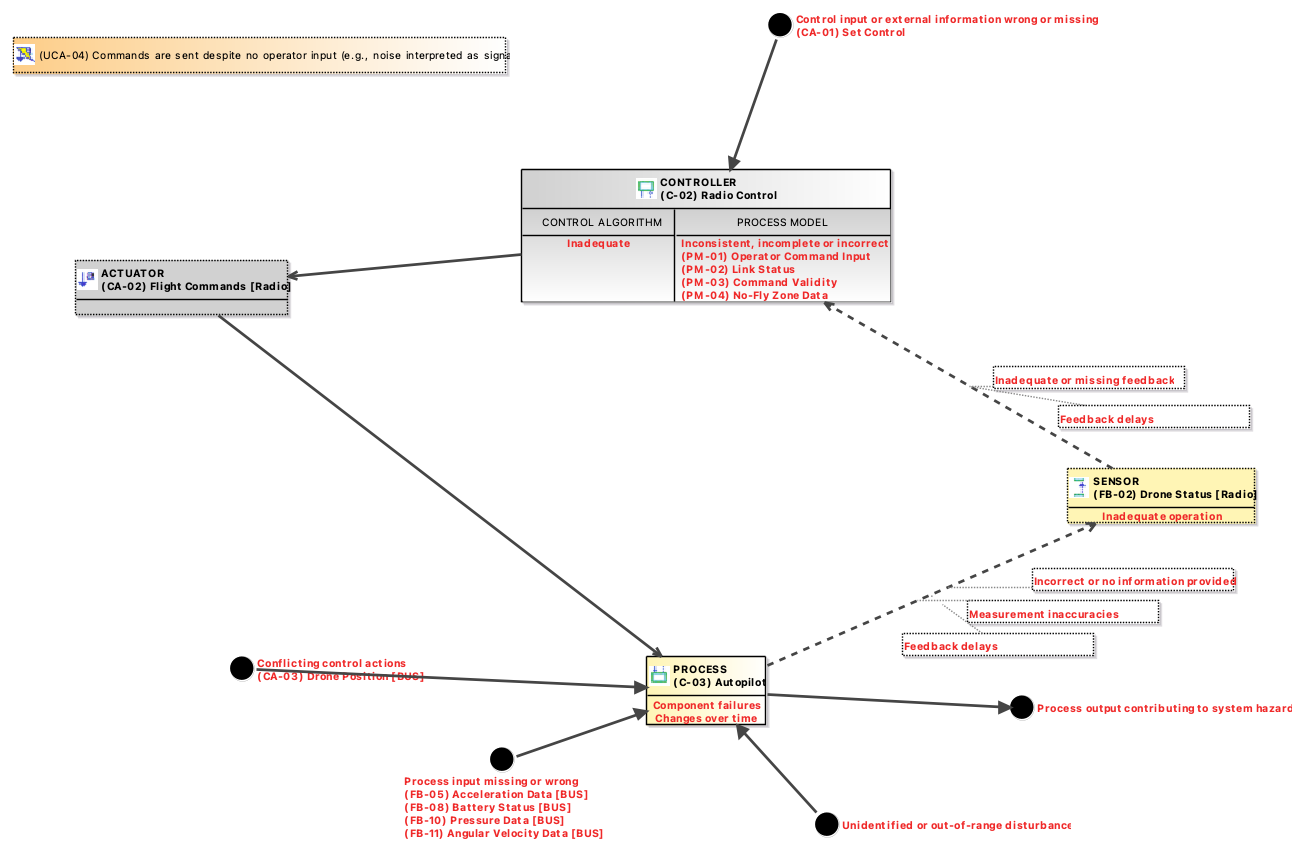 Control input or external information wrong or missing
(CA-01) Set Control
(UCA-04) Commands are sent despite no operator input (e.g., noise interpreted as
CONTROLLER
(C-02) Radio Control
CONTROL ALGORITHM
PROCESS MODEL
Inadequate
Inconsistent, incomplete or incorrect
(PM-01) Operator Command Input
(PM-02) Link Status
(PM-03) Command Validity
(PM-04) No-Fly Zone Data
ACTUATOR
(CA-02) Flight Commands [Radio]
Inadequate or missing feedback
Feedback delays
SENSOR
(FB-02) Drone Status [Radio]
Inadequate operation
Incorrect or no information provided
Measurement inaccuracies
Feedback delays
Conflicting control actions
(CA-03) Drone Position [BUS]
PROCESS
(C-03) Autopilot
Component failures
Changes over time
Process output contributing to system hazard
Process input missing or wrong
(FB-05) Acceleration Data [BUS]
(FB-08) Battery Status [BUS]
(FB-10) Pressure Data [BUS]
(FB-11) Angular Velocity Data [BUS]
Unidentified or out-of-range disturbance